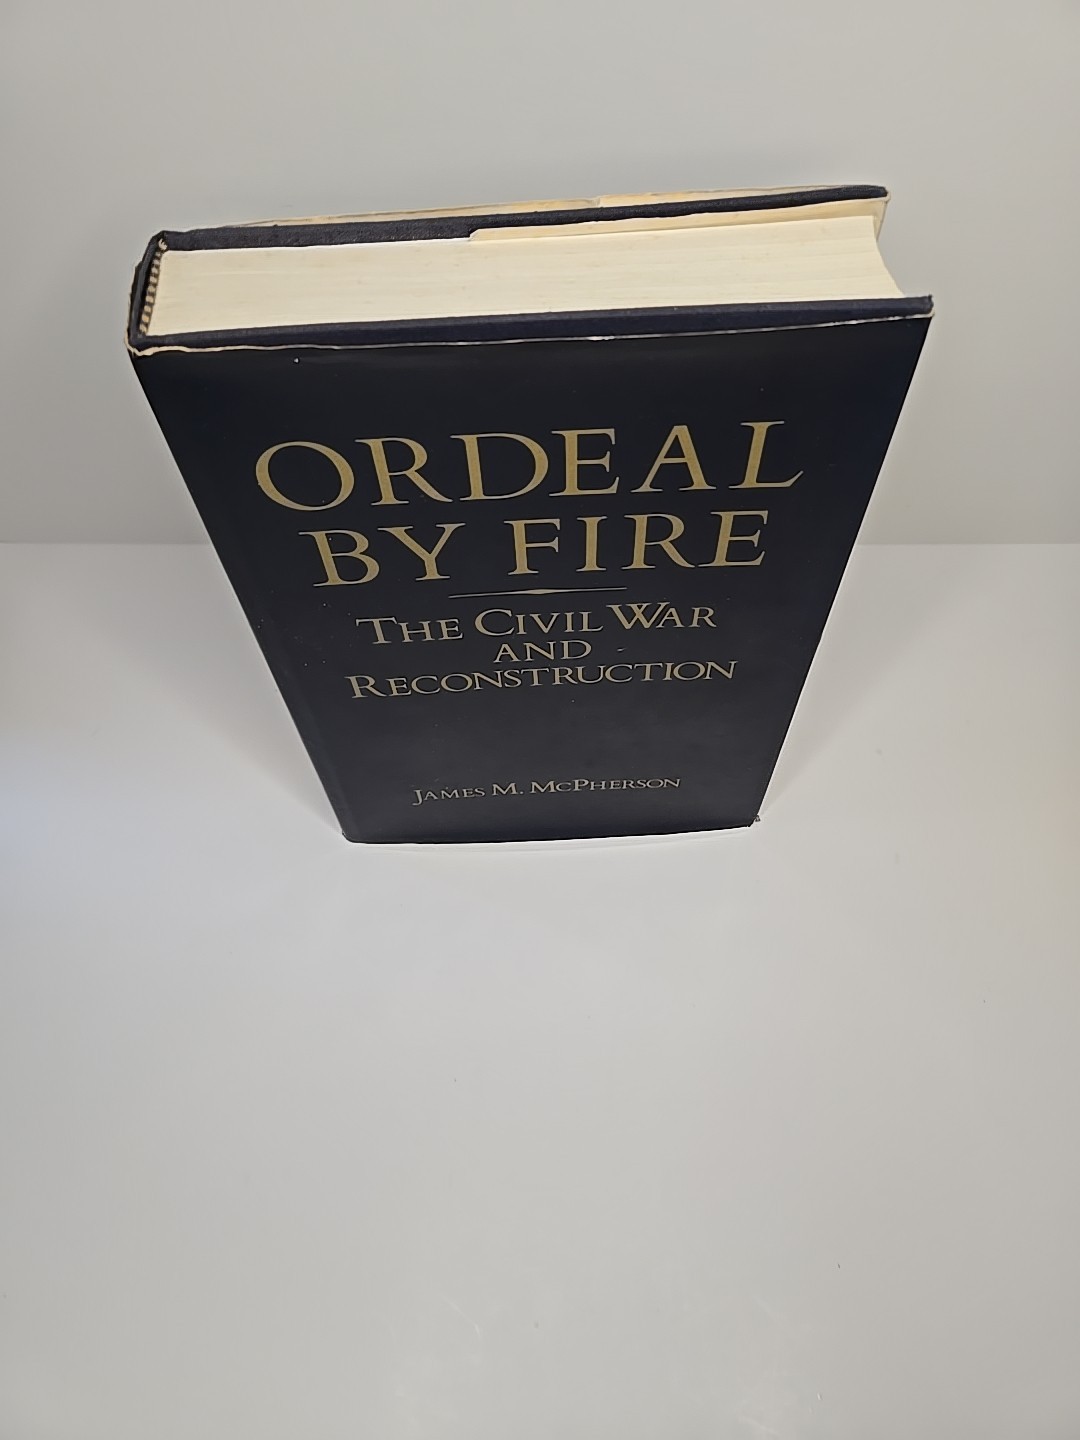 ORDEAL
BY FIRE
THE CIVIL WAR
AND
RECONSTRUCTION
JAMES M. MCPHERSON